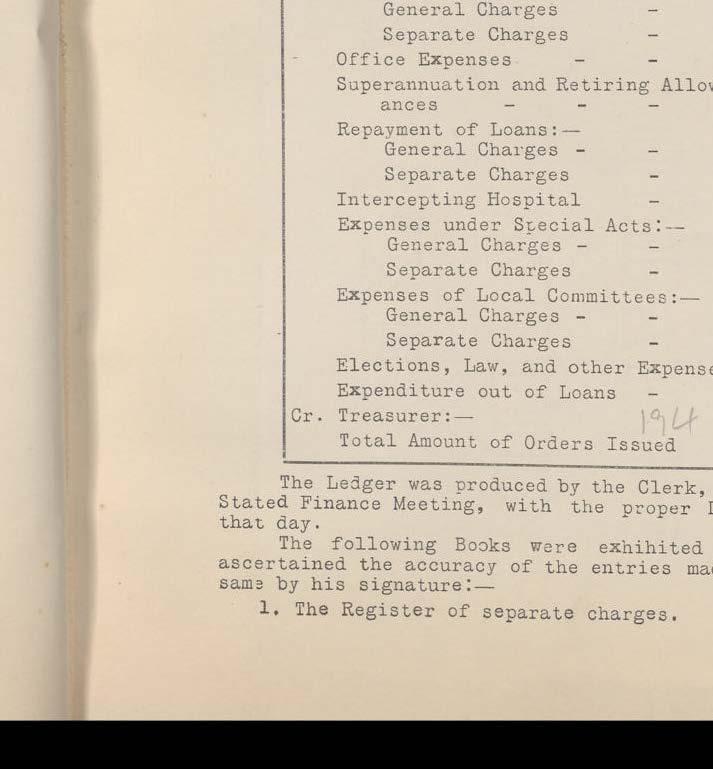 General Charges -
Separate Charges -
Office Expenses - -
Superannuation and Retiring Allow
ances - - -
Repayment of Loans:—
General Charges - -
Separate Charges -
Intercepting Hospital -
Expenses under Special Acts:—
General Charges - -
Separate Charges -
Expenses of Local Committees:—
General Charges - -
Separate Charges -
Elections, Law, and other Expense
Expenditure out of Loans -
Cr. Treasurer:— 194
Total Amount of Orders Issued
The Ledger was produced by the Clerk,
Stated Finance Meeting, with the proper
that day.
The following Books were exhihited
ascertained the accuracy of the entries ma
same by his signature:—
1. The Register of separate charges.